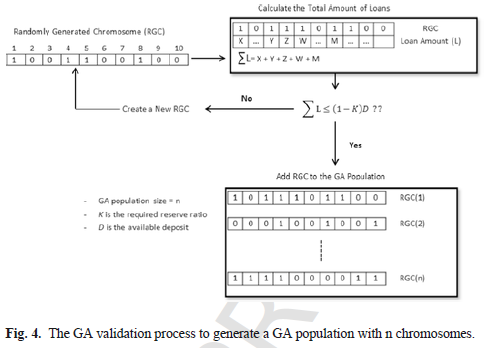 Calculate the Total Amount of Loans
1 0 1 1 1 0 1 1 0 0 RGC
X ... Y Z W ... M ... ... Loan Amount (L)
∑L= X + Y + Z + W + M
Randomly Generated Chromosome (RGC)
1 2 3 4 5 6 7 8 9 10
1 0 0 1 1 0 0 1 0 0
No
Create a New RGC
∑L ≤ (1−K)D ??
Yes
Add RGC to the GA Population
1 0 1 1 1 0 1 1 0 0 RGC(1)
0 0 0 1 0 0 1 0 0 1 RGC(2)
1 1 1 1 0 0 0 0 1 1 RGC(n)
- GA population size = n
- K is the required reserve ratio
- D is the available deposit
Fig. 4. The GA validation process to generate a GA population with n chromosomes.